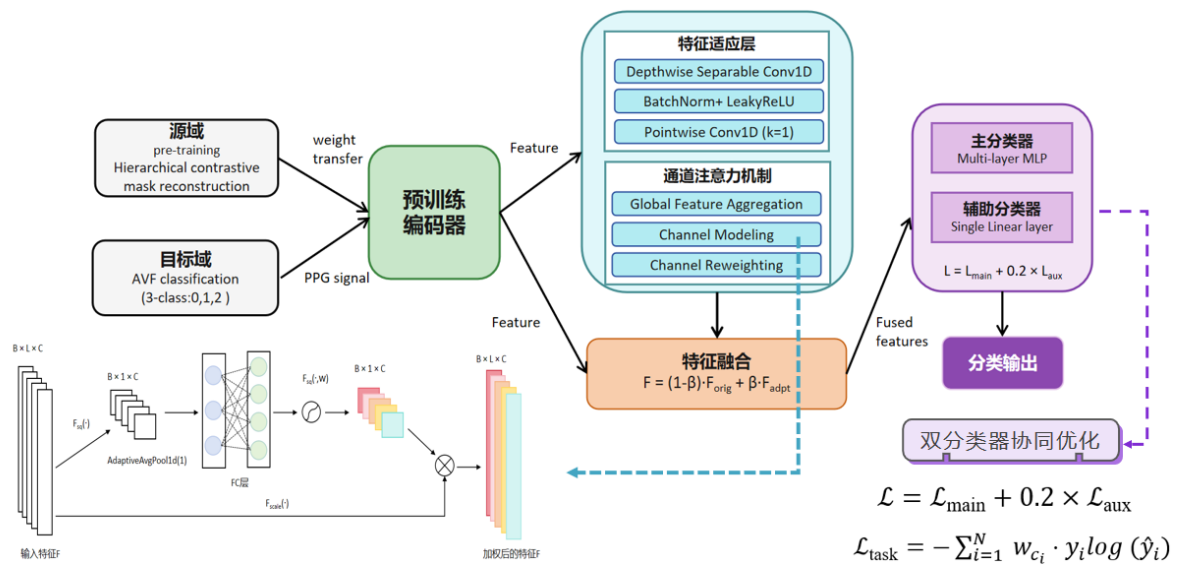 源域
pre-training
Hierarchical contrastive
mask reconstruction
目标域
AVF classification
(3-class:0,1,2 )
weight
transfer
PPG signal
预训练
编码器
Feature
Feature
特征适应层
Depthwise Separable Conv1D
BatchNorm+ LeakyReLU
Pointwise Conv1D (k=1)
通道注意力机制
Global Feature Aggregation
Channel Modeling
Channel Reweighting
特征融合
F = (1-β)·F_orig + β·F_adpt
Fused
features
主分类器
Multi-layer MLP
辅助分类器
Single Linear layer
L = L_main + 0.2 × L_aux
分类输出
双分类器协同优化
ℒ = ℒ_main + 0.2 × ℒ_aux
ℒ_task = −∑_{i=1}^{N} w_{c_i} · y_i log (ŷ_i)
B×L×C
F_sq(·)
B×1×C
AdaptiveAvgPool1d(1)
FC层
B×1×C
F_scale(·)
B×L×C
输入特征F
加权后的特征F